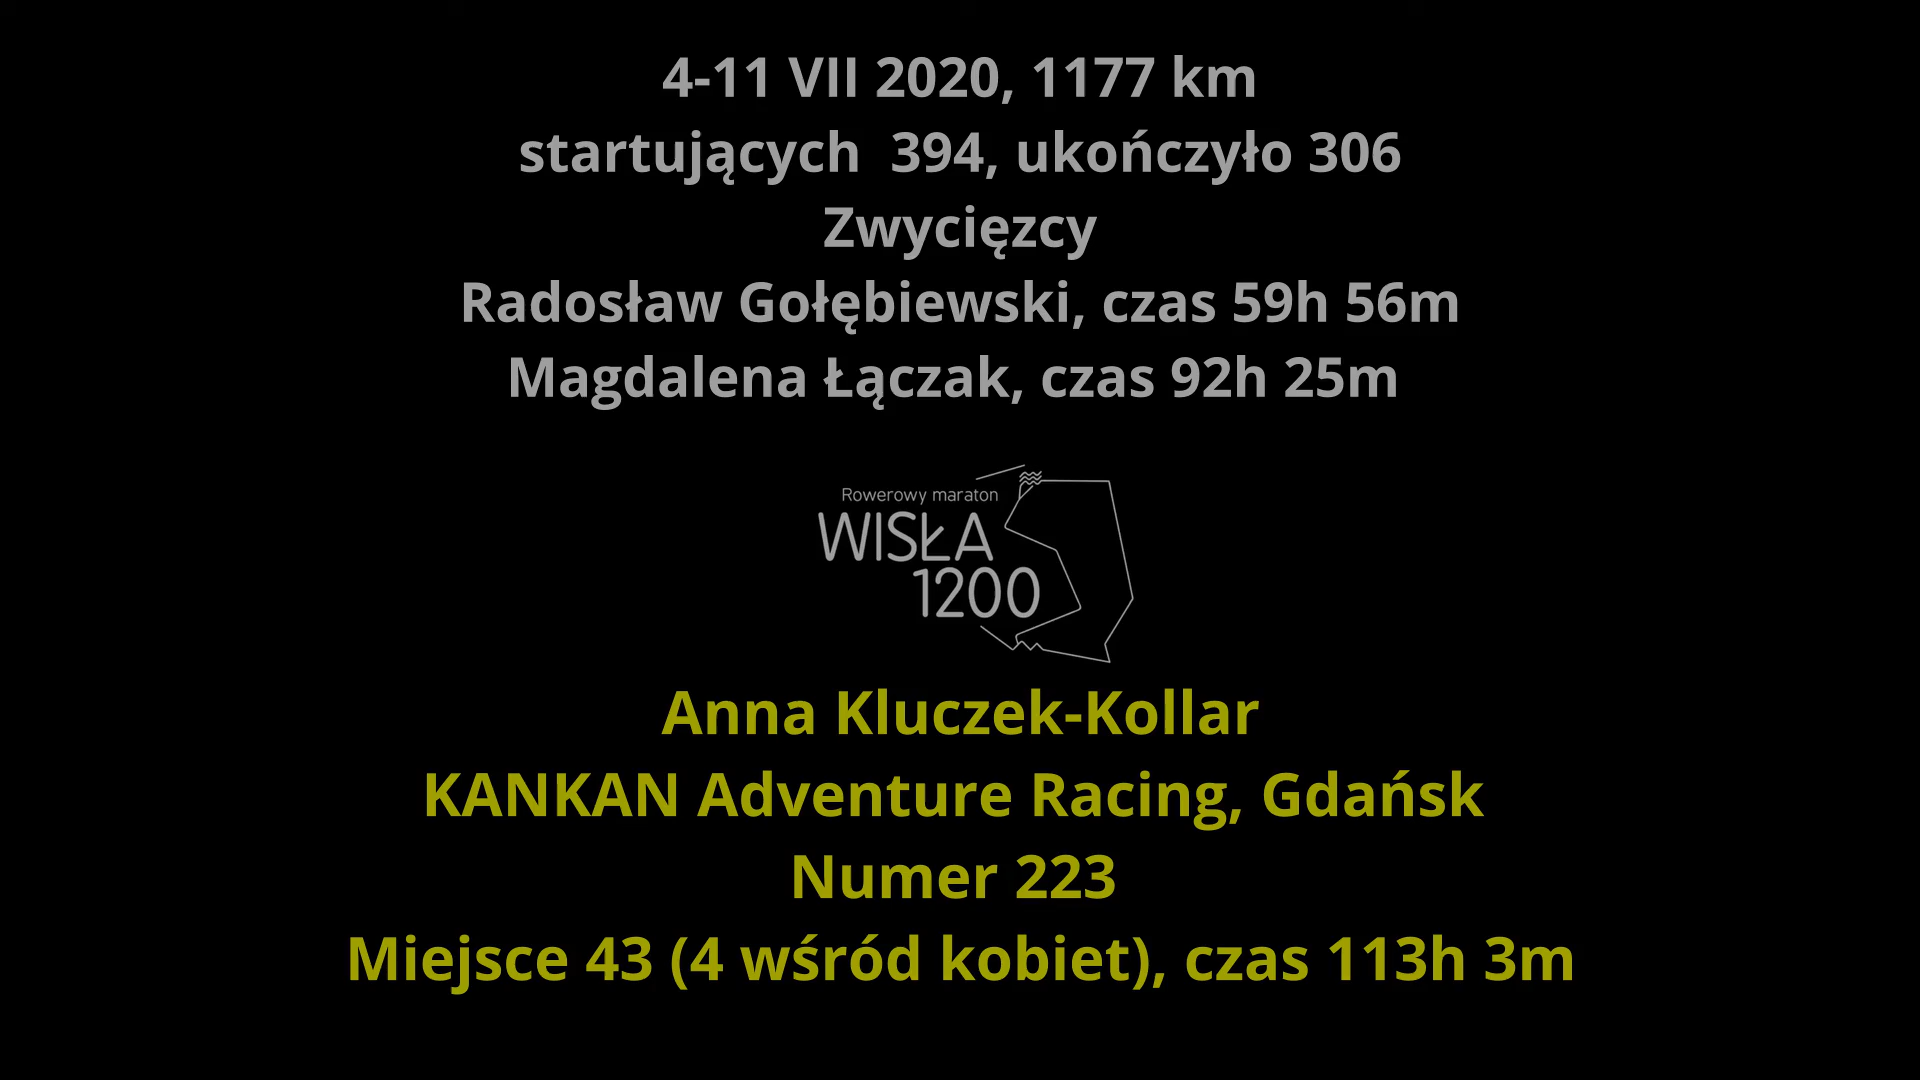 4-11 VII 2020, 1177 km
startujących  394, ukończyło 306
Zwycięzcy
Radosław Gołębiewski, czas 59h 56m
Magdalena Łączak, czas 92h 25m
Rowerowy maraton
WISŁA
1200
Anna Kluczek-Kollar
KANKAN Adventure Racing, Gdańsk
Numer 223
Miejsce 43 (4 wśród kobiet), czas 113h 3m